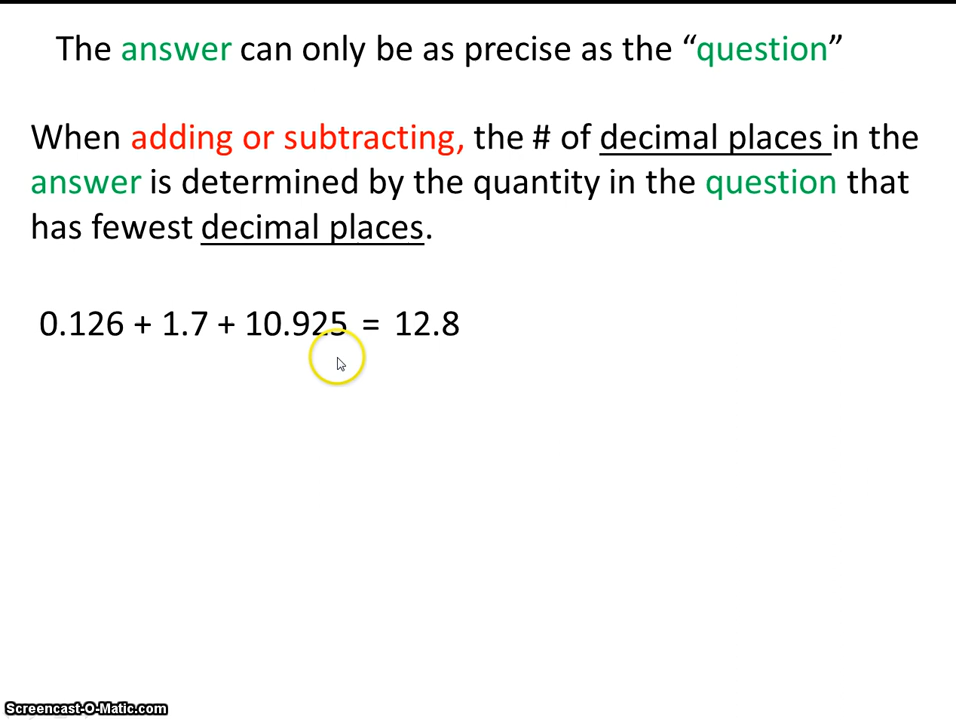 The answer can only be as precise as the “question”
When adding or subtracting, the # of decimal places in the
answer is determined by the quantity in the question that
has fewest decimal places.
0.126 + 1.7 + 10.925 = 12.8
Screencast-O-Matic.com